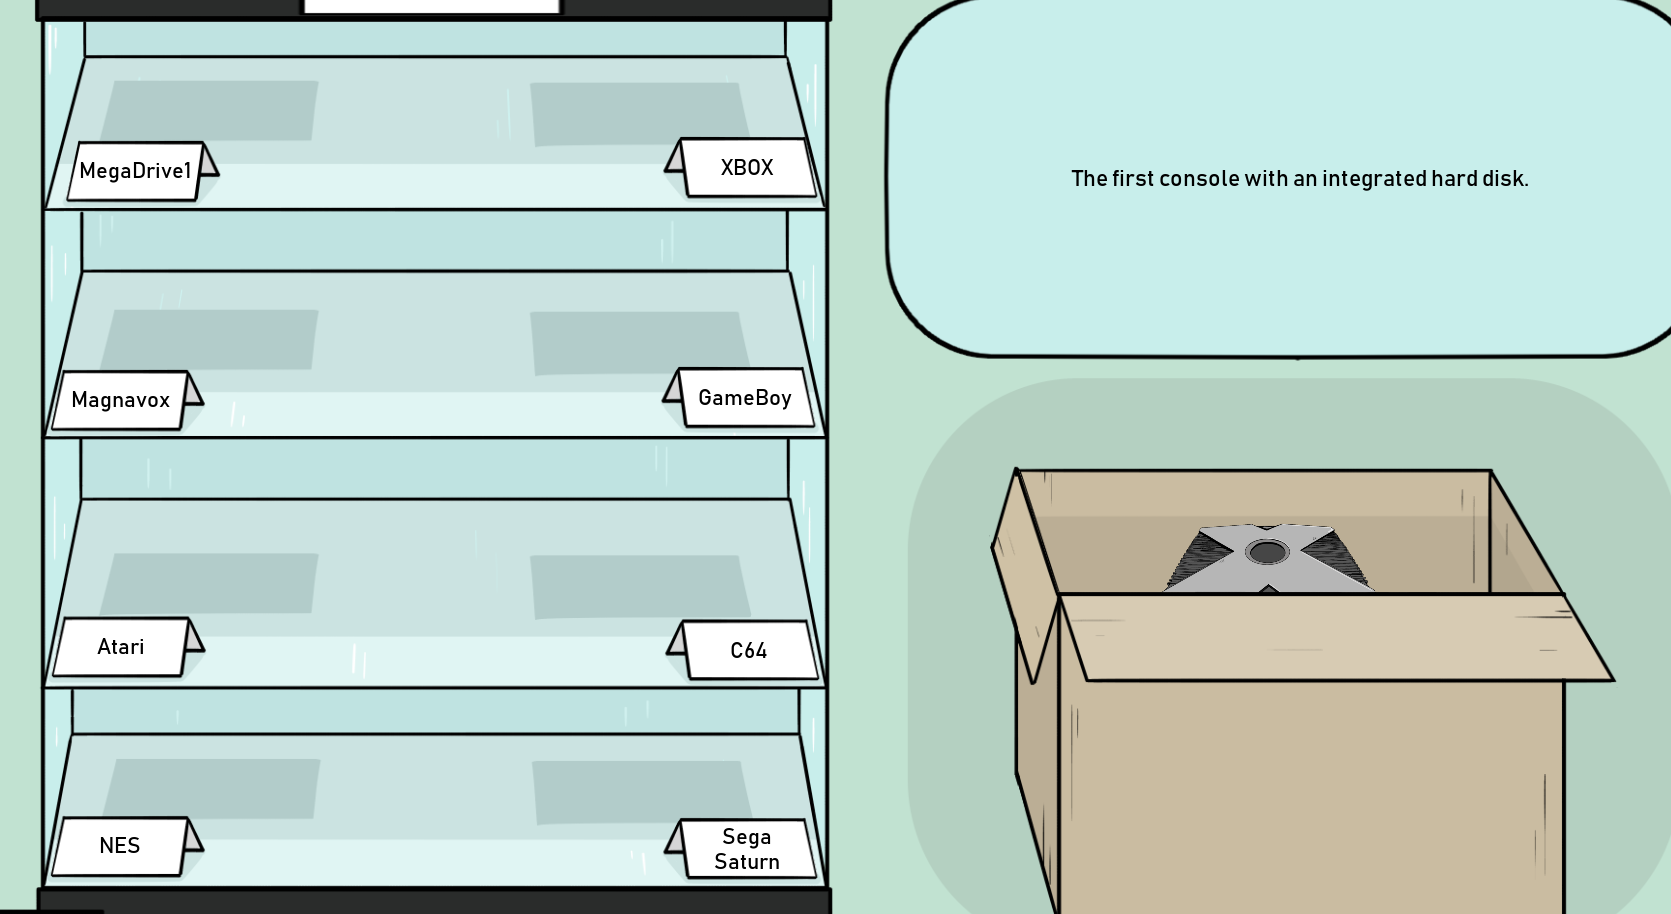 MegaDrive1
XBOX
Magnavox
GameBoy
Atari
C64
NES
Sega
Saturn
The first console with an integrated hard disk.